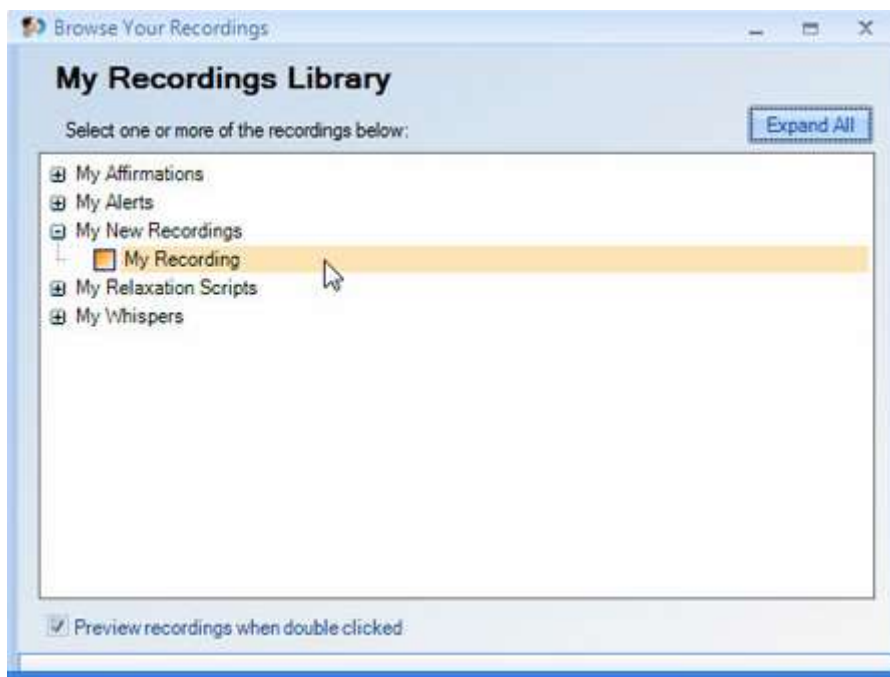 Browse Your Recordings
My Recordings Library
Select one or more of the recordings below:
Expand All
My Affirmations
My Alerts
My New Recordings
My Recording
My Relaxation Scripts
My Whispers
Preview recordings when double clicked